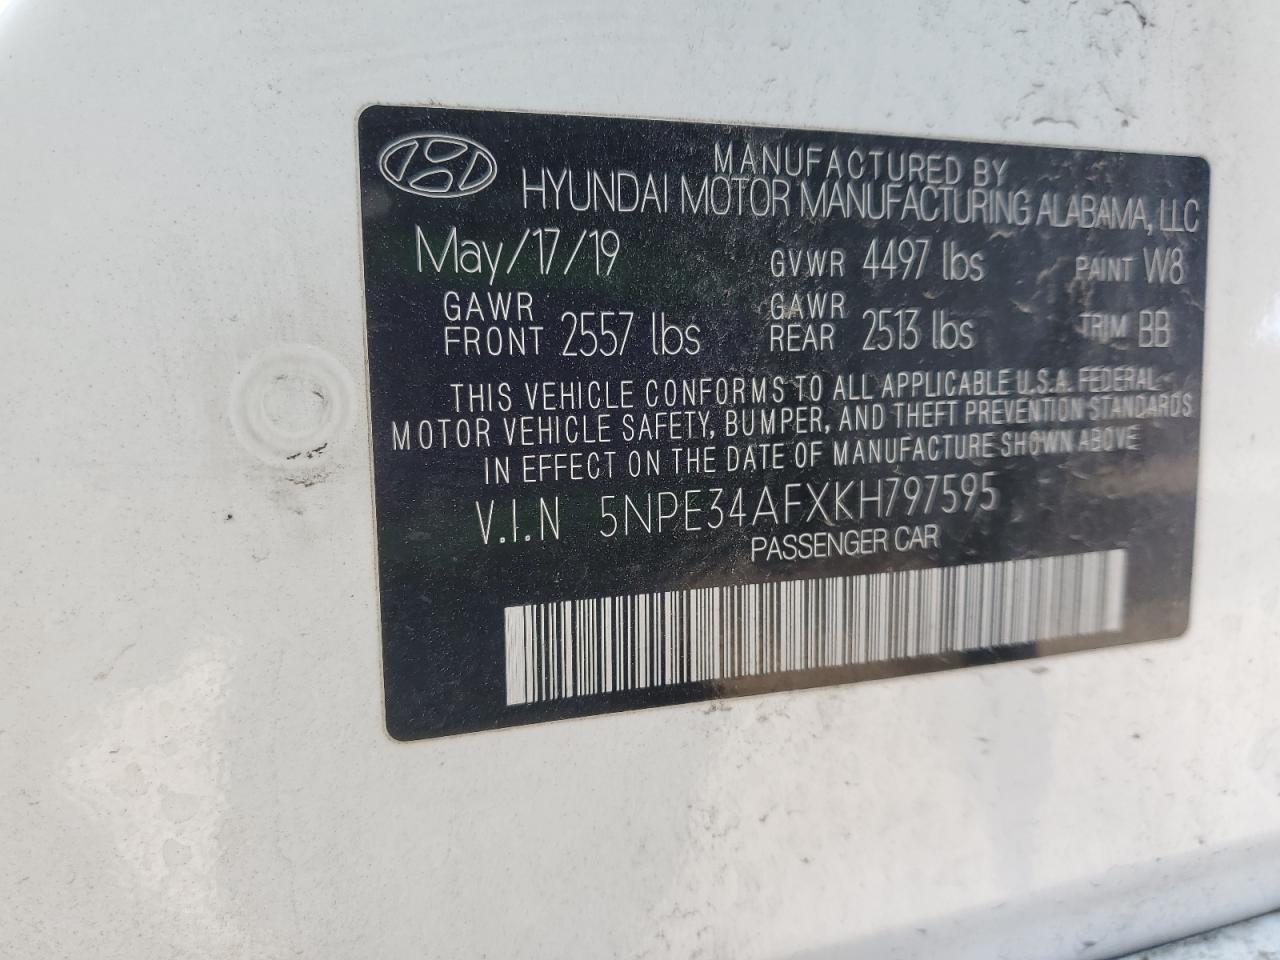 MANUFACTURED BY
HYUNDAI MOTOR MANUFACTURING ALABAMA, LLC
May/17/19 GVWR 4497 lbs PAINT W8
GAWR FRONT 2557 lbs GAWR REAR 2513 lbs TRIM BB
THIS VEHICLE CONFORMS TO ALL APPLICABLE U.S.A. FEDERAL
MOTOR VEHICLE SAFETY, BUMPER, AND THEFT PREVENTION STANDARDS
IN EFFECT ON THE DATE OF MANUFACTURE SHOWN ABOVE
V.I.N 5NPE34AFXKH797595
PASSENGER CAR